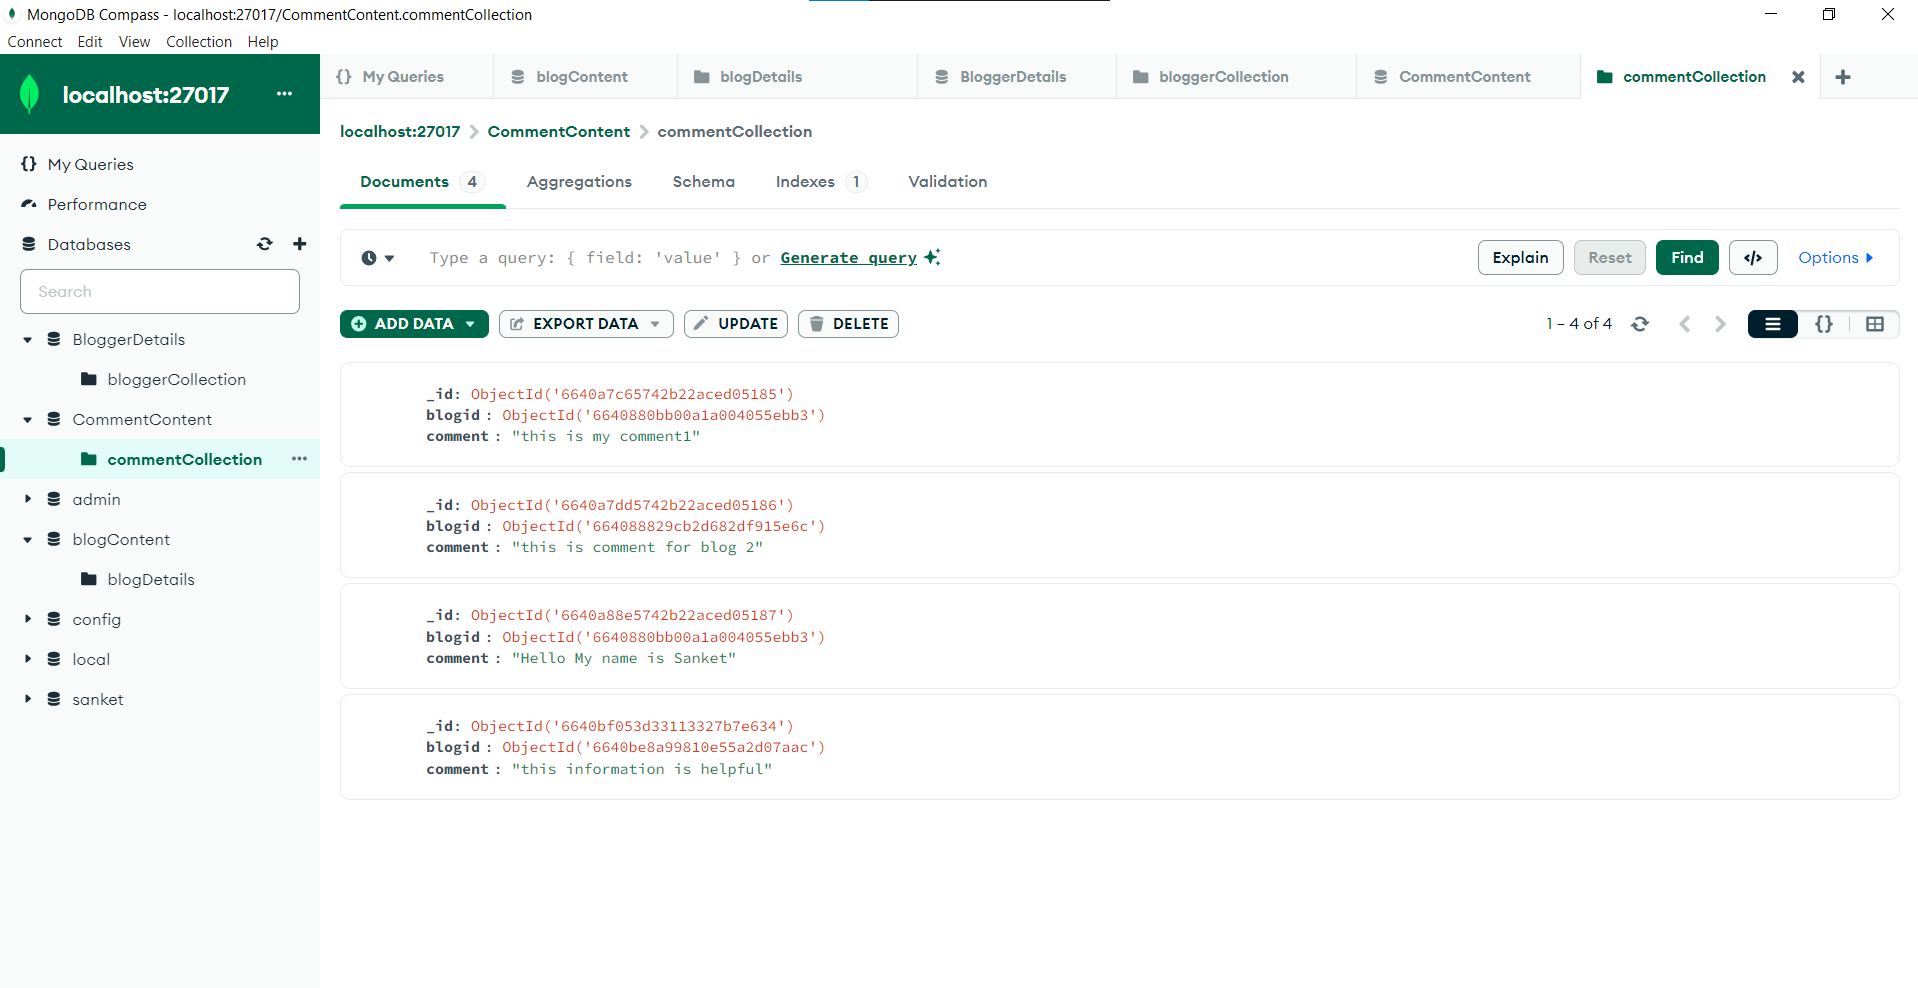 MongoDB Compass - localhost:27017/CommentContent.commentCollection
Connect Edit View Collection Help
localhost:27017
My Queries
Performance
Databases
Search
BloggerDetails
bloggerCollection
CommentContent
commentCollection
admin
blogContent
blogDetails
config
local
sanket
{} My Queries blogContent blogDetails BloggerDetails bloggerCollection CommentContent commentCollection
localhost:27017 > CommentContent > commentCollection
Documents 4 Aggregations Schema Indexes 1 Validation
Type a query: { field: 'value' } or Generate query Explain Reset Find </> Options
ADD DATA EXPORT DATA UPDATE DELETE 1 – 4 of 4 {}
_id: ObjectId('6640a7c65742b22aced05185')
blogid : ObjectId('6640880bb00a1a004055ebb3')
comment : "this is my comment1"
_id: ObjectId('6640a7dd5742b22aced05186')
blogid : ObjectId('664088829cb2d682df915e6c')
comment : "this is comment for blog 2"
_id: ObjectId('6640a88e5742b22aced05187')
blogid : ObjectId('6640880bb00a1a004055ebb3')
comment : "Hello My name is Sanket"
_id: ObjectId('6640bf053d33113327b7e634')
blogid : ObjectId('6640be8a99810e55a2d07aac')
comment : "this information is helpful"